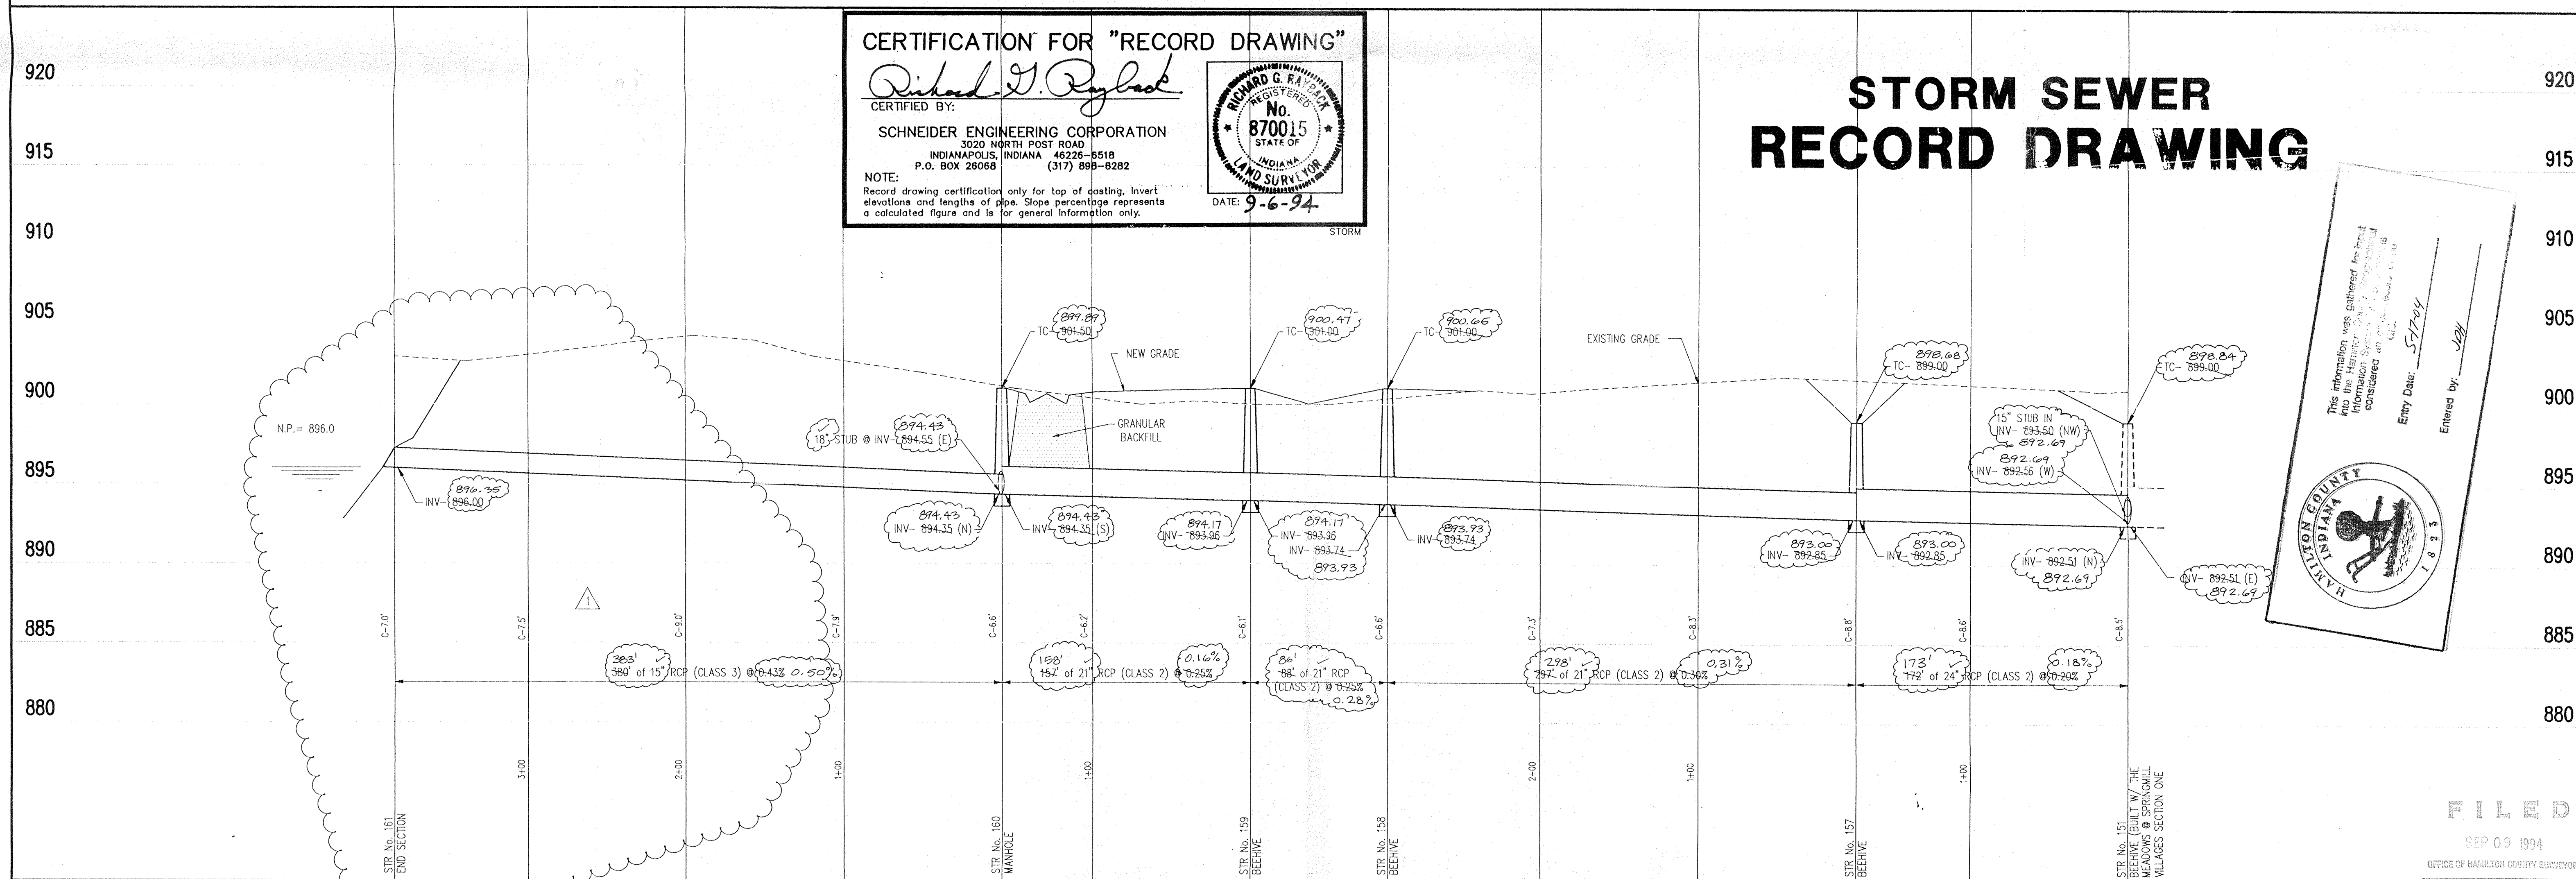 CERTIFICATION FOR "RECORD DRAWING"
Richard G. Rayback
CERTIFIED BY:
SCHNEIDER ENGINEERING CORPORATION
3020 NORTH POST ROAD
INDIANAPOLIS, INDIANA 46226-6518
P.O. BOX 26068 (317) 898-8282
NOTE:
Record drawing certification only for top of casting, invert
elevations and lengths of pipe. Slope percentage represents
a calculated figure and is for general information only.
RICHARD G. RAYBACK
REGISTERED
No.
870015
STATE OF
INDIANA
LAND SURVEYOR
DATE: 9-6-94
STORM
STORM SEWER
RECORD DRAWING
920
915
910
905
900
895
890
885
880
920
915
910
905
900
895
890
885
880
This information was gathered for input
into the Hamilton
Information
considered
Entry Date: 5-17-04
Entered by: JDH
HAMILTON COUNTY
INDIANA
1823
N.P.= 896.0
896.35
INV- 896.00
899.89
TC- 901.50
NEW GRADE
894.43
18" STUB @ INV- 894.55 (E)
GRANULAR
BACKFILL
894.43
INV- 894.35 (N)
894.43
INV- 894.35 (S)
900.47
TC- 901.00
894.17
INV- 893.96
894.17
INV- 893.96
INV- 893.74
893.93
900.65
TC- 901.00
893.93
INV- 893.74
EXISTING GRADE
898.68
TC- 899.00
893.00
INV- 892.85
893.00
INV- 892.85
898.84
TC- 899.00
15" STUB IN
INV- 893.50 (NW)
892.69
892.69
INV- 892.56 (W)
INV- 892.51 (N)
892.69
INV- 892.51 (E)
892.69
1
C-7.0'
C-7.5'
C-9.0'
C-7.9'
C-6.6'
C-6.2'
C-6.1'
C-6.6'
C-7.3'
C-8.3'
C-8.8'
C-8.6'
C-8.5'
383'
380' of 15" RCP (CLASS 3) @ 0.43% 0.50%
158' 0.16%
157' of 21" RCP (CLASS 2) @ 0.25%
86'
88' of 21" RCP
(CLASS 2) @ 0.25%
0.28%
298' 0.31%
297' of 21" RCP (CLASS 2) @ 0.30%
173' 0.18%
172' of 24" RCP (CLASS 2) @ 0.20%
3+00
2+00
1+00
1+00
2+00
1+00
1+00
STR No. 161
END SECTION
STR No. 160
MANHOLE
STR No. 159
BEEHIVE
STR No. 158
BEEHIVE
STR No. 157
BEEHIVE
STR No. 151
BEEHIVE (BUILT W/ THE
MEADOWS @ SPRINGMILL
VILLAGES SECTION ONE
FILED
SEP 09 1994
OFFICE OF HAMILTON COUNTY SURVEYOR